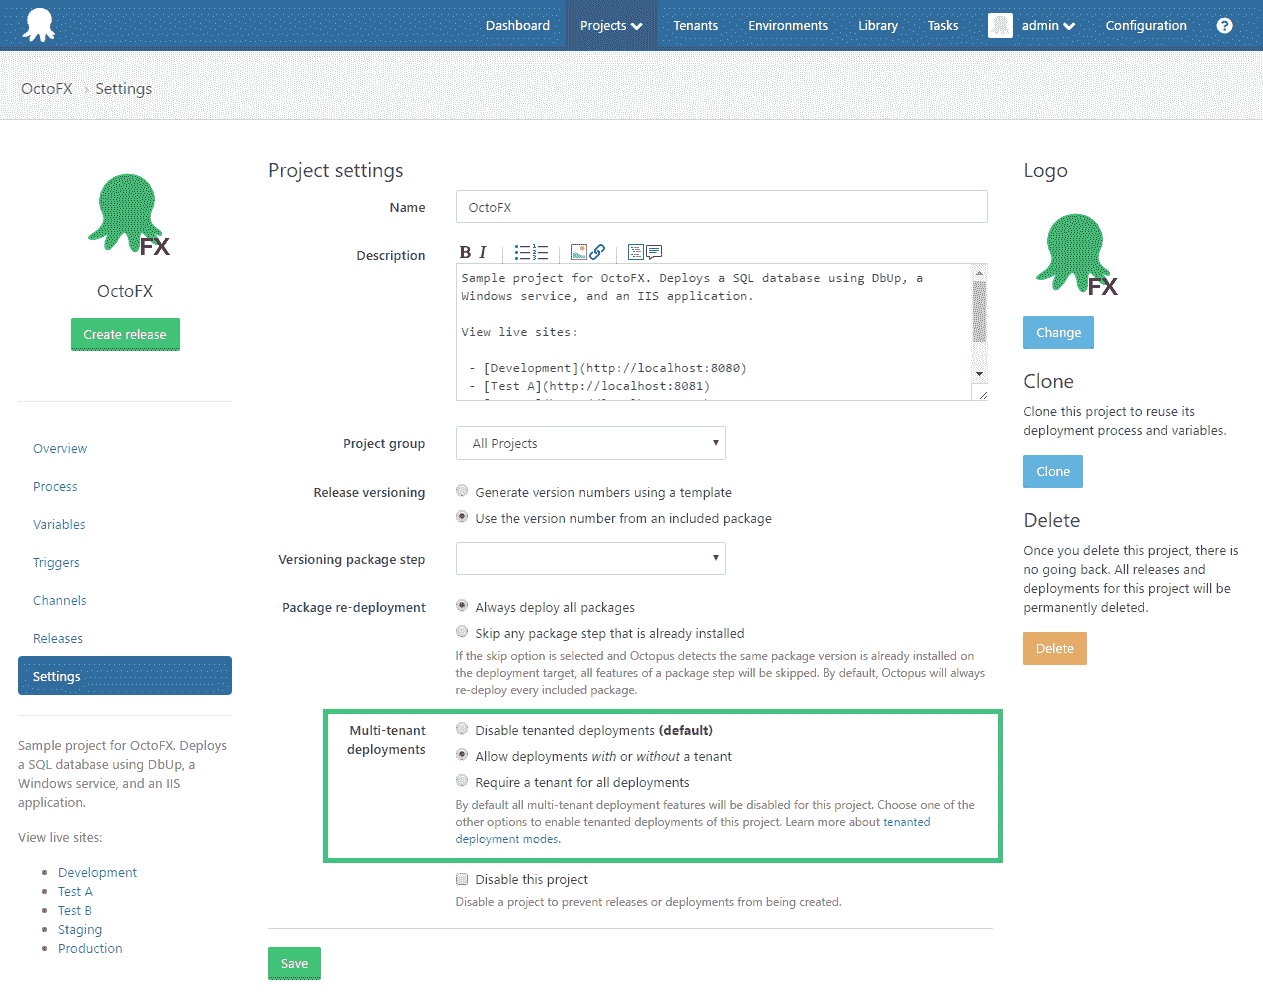 Dashboard Projects Tenants Environments Library Tasks admin Configuration ?
OctoFX › Settings
FX
OctoFX
Create release
Overview
Process
Variables
Triggers
Channels
Releases
Settings
Sample project for OctoFX. Deploys
a SQL database using DbUp, a
Windows service, and an IIS
application.
View live sites:
Development
Test A
Test B
Staging
Production
Project settings
Name OctoFX
Description B I
Sample project for OctoFX. Deploys a SQL database using DbUp, a
Windows service, and an IIS application.
View live sites:
- [Development](http://localhost:8080)
- [Test A](http://localhost:8081)
Project group All Projects
Release versioning Generate version numbers using a template
Use the version number from an included package
Versioning package step
Package re-deployment Always deploy all packages
Skip any package step that is already installed
If the skip option is selected and Octopus detects the same package version is already installed on
the deployment target, all features of a package step will be skipped. By default, Octopus will always
re-deploy every included package.
Multi-tenant
deployments
Disable tenanted deployments (default)
Allow deployments with or without a tenant
Require a tenant for all deployments
By default all multi-tenant deployment features will be disabled for this project. Choose one of the
other options to enable tenanted deployments of this project. Learn more about tenanted
deployment modes.
Disable this project
Disable a project to prevent releases or deployments from being created.
Save
Logo
FX
Change
Clone
Clone this project to reuse its
deployment process and variables.
Clone
Delete
Once you delete this project, there is
no going back. All releases and
deployments for this project will be
permanently deleted.
Delete